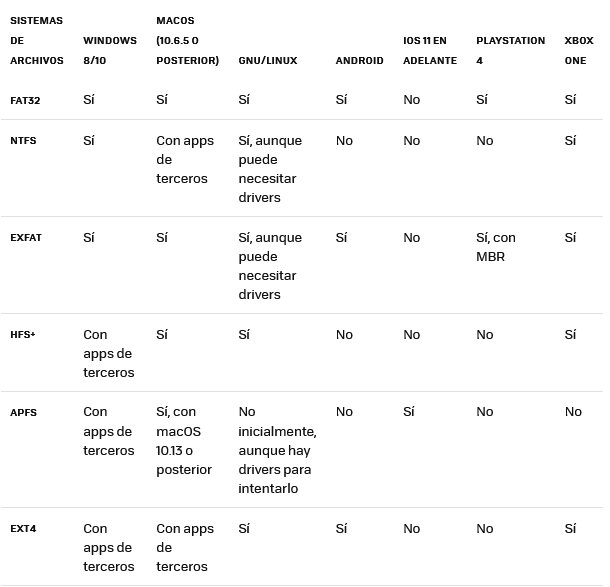 SISTEMAS DE ARCHIVOS WINDOWS 8/10 MACOS (10.6.5 O POSTERIOR) GNU/LINUX ANDROID IOS 11 EN ADELANTE PLAYSTATION 4 XBOX ONE
FAT32 Sí Sí Sí Sí No Sí Sí
NTFS Sí Con apps de terceros Sí, aunque puede necesitar drivers No No No Sí
EXFAT Sí Sí Sí, aunque puede necesitar drivers Sí No Sí, con MBR Sí
HFS+ Con apps de terceros Sí Sí No No No Sí
APFS Con apps de terceros Sí, con macOS 10.13 o posterior No inicialmente, aunque hay drivers para intentarlo No Sí No No
EXT4 Con apps de terceros Con apps de terceros Sí Sí No No Sí